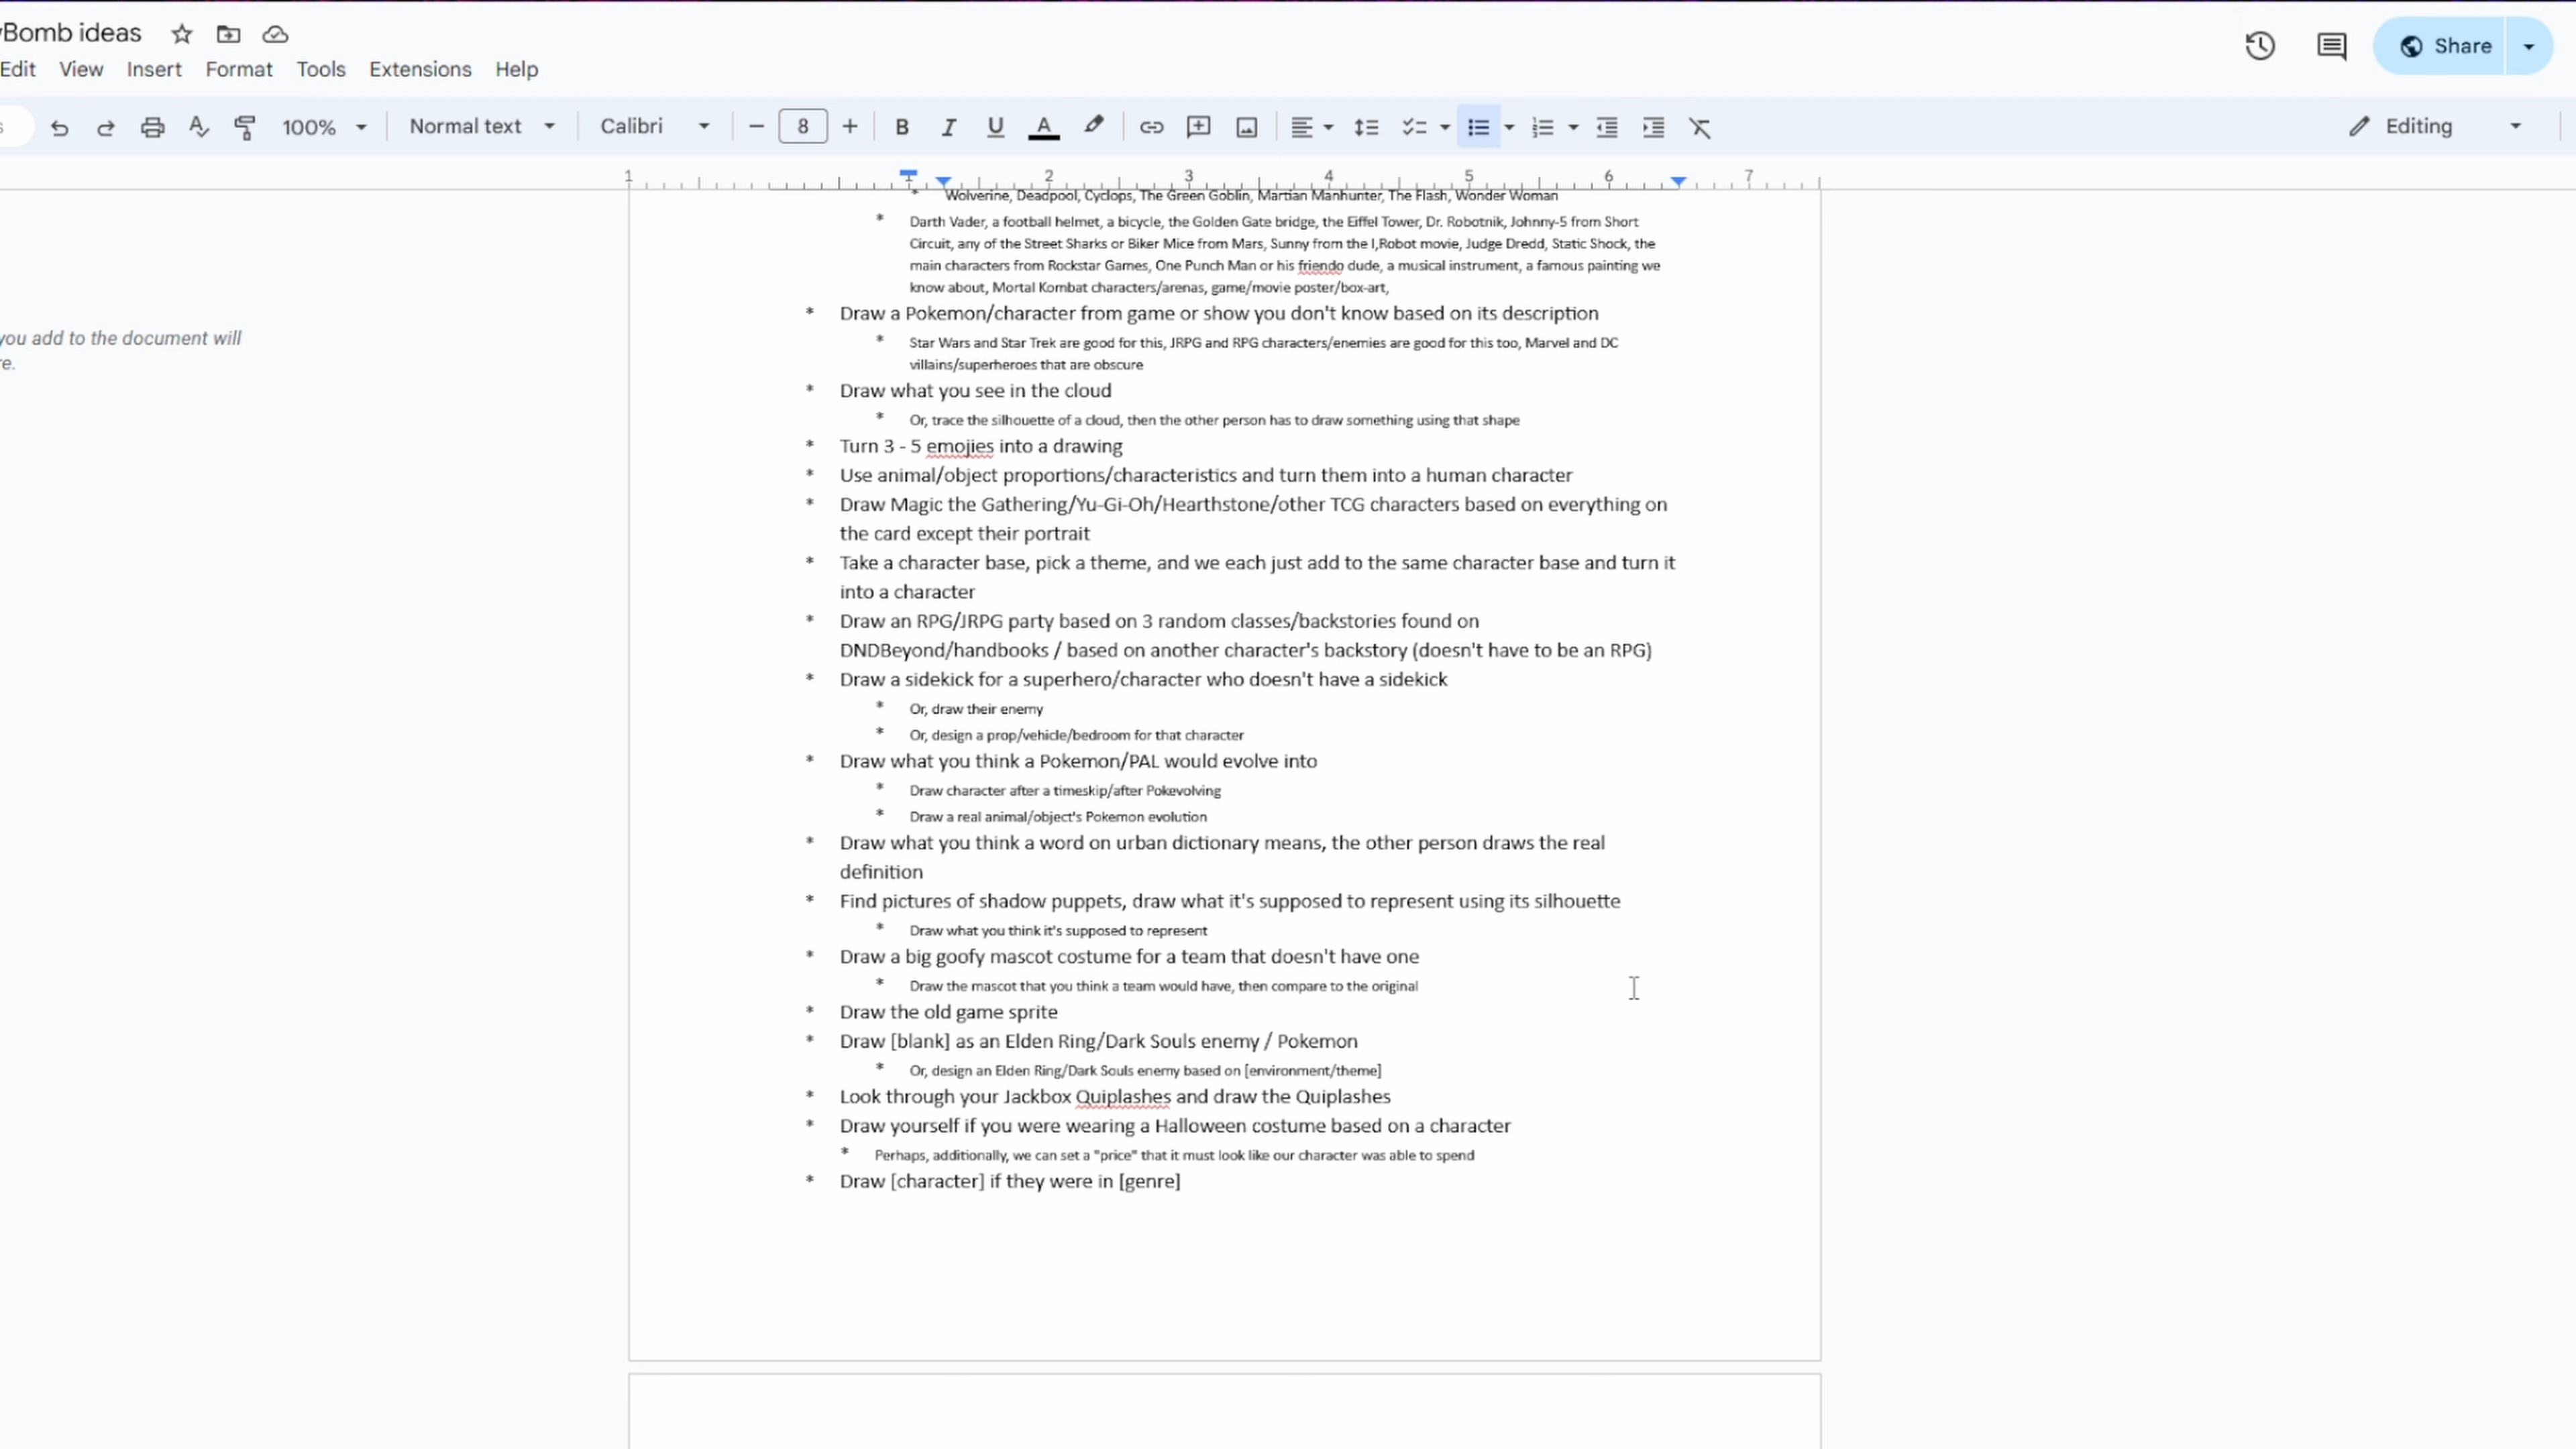 Bomb ideas
Share
Edit View Insert Format Tools Extensions Help
100% Normal text Calibri 8 Editing
1 1 2 3 4 5 6 7
* Wolverine, Deadpool, Cyclops, The Green Goblin, Martian Manhunter, The Flash, Wonder Woman
* Darth Vader, a football helmet, a bicycle, the Golden Gate bridge, the Eiffel Tower, Dr. Robotnik, Johnny-5 from Short
Circuit, any of the Street Sharks or Biker Mice from Mars, Sunny from the I,Robot movie, Judge Dredd, Static Shock, the
main characters from Rockstar Games, One Punch Man or his friendo dude, a musical instrument, a famous painting we
know about, Mortal Kombat characters/arenas, game/movie poster/box-art,
* Draw a Pokemon/character from game or show you don't know based on its description
you add to the document will
re.
* Star Wars and Star Trek are good for this, JRPG and RPG characters/enemies are good for this too, Marvel and DC
villains/superheroes that are obscure
* Draw what you see in the cloud
* Or, trace the silhouette of a cloud, then the other person has to draw something using that shape
* Turn 3 - 5 emojies into a drawing
* Use animal/object proportions/characteristics and turn them into a human character
* Draw Magic the Gathering/Yu-Gi-Oh/Hearthstone/other TCG characters based on everything on
the card except their portrait
* Take a character base, pick a theme, and we each just add to the same character base and turn it
into a character
* Draw an RPG/JRPG party based on 3 random classes/backstories found on
DNDBeyond/handbooks / based on another character's backstory (doesn't have to be an RPG)
* Draw a sidekick for a superhero/character who doesn't have a sidekick
* Or, draw their enemy
* Or, design a prop/vehicle/bedroom for that character
* Draw what you think a Pokemon/PAL would evolve into
* Draw character after a timeskip/after Pokevolving
* Draw a real animal/object's Pokemon evolution
* Draw what you think a word on urban dictionary means, the other person draws the real
definition
* Find pictures of shadow puppets, draw what it's supposed to represent using its silhouette
* Draw what you think it's supposed to represent
* Draw a big goofy mascot costume for a team that doesn't have one
* Draw the mascot that you think a team would have, then compare to the original
* Draw the old game sprite
* Draw [blank] as an Elden Ring/Dark Souls enemy / Pokemon
* Or, design an Elden Ring/Dark Souls enemy based on [environment/theme]
* Look through your Jackbox Quiplashes and draw the Quiplashes
* Draw yourself if you were wearing a Halloween costume based on a character
* Perhaps, additionally, we can set a "price" that it must look like our character was able to spend
* Draw [character] if they were in [genre]